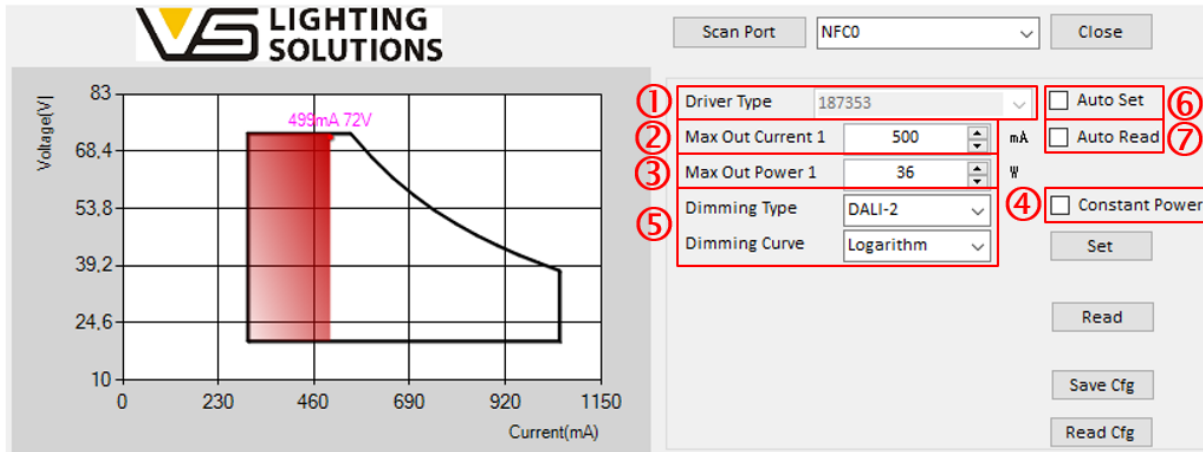 VS LIGHTING
SOLUTIONS
Scan Port NFC0 Close
Voltage[V]
83
68,4
53,8
39,2
24,6
10
499mA 72V
0 230 460 690 920 1150
Current(mA)
① Driver Type 187353 Auto Set ⑥
② Max Out Current 1 500 mA Auto Read ⑦
③ Max Out Power 1 36 W
④ Constant Power
⑤ Dimming Type DALI-2
Dimming Curve Logarithm
Set
Read
Save Cfg
Read Cfg